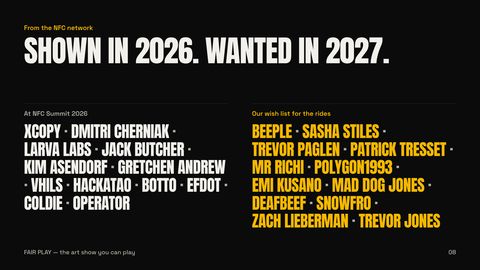 From the NFC network
SHOWN IN 2026. WANTED IN 2027.
At NFC Summit 2026
XCOPY · DMITRI CHERNIAK ·
LARVA LABS · JACK BUTCHER ·
KIM ASENDORF · GRETCHEN ANDREW
· VHILS · HACKATAO · BOTTO · EFDOT ·
COLDIE · OPERATOR
Our wish list for the rides
BEEPLE · SASHA STILES ·
TREVOR PAGLEN · PATRICK TRESSET ·
MR RICHI · POLYGON1993 ·
EMI KUSANO · MAD DOG JONES ·
DEAFBEEF · SNOWFRO ·
ZACH LIEBERMAN · TREVOR JONES
FAIR PLAY — the art show you can play
08